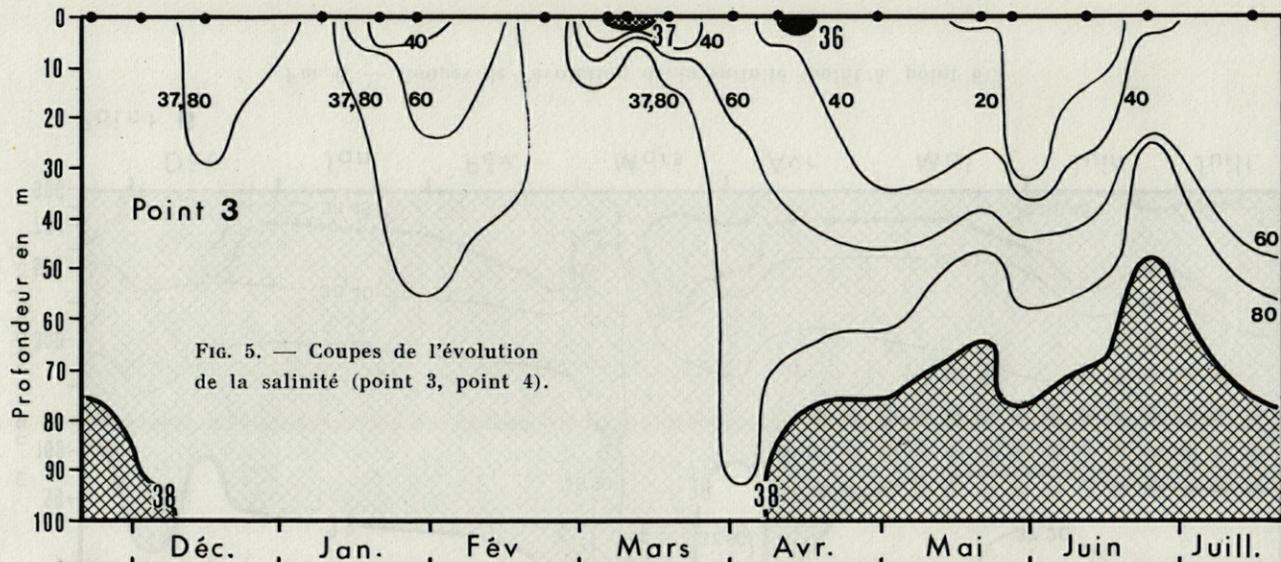 0
10
20
30
40
50
60
70
80
90
100
Profondeur en m
40
37
40
36
37,80
37,80
60
37,80
60
40
20
40
Point 3
60
80
FIG. 5. — Coupes de l'évolution
de la salinité (point 3, point 4).
38
38
Déc.
Jan.
Fév
Mars
Avr.
Mai
Juin
Juill.